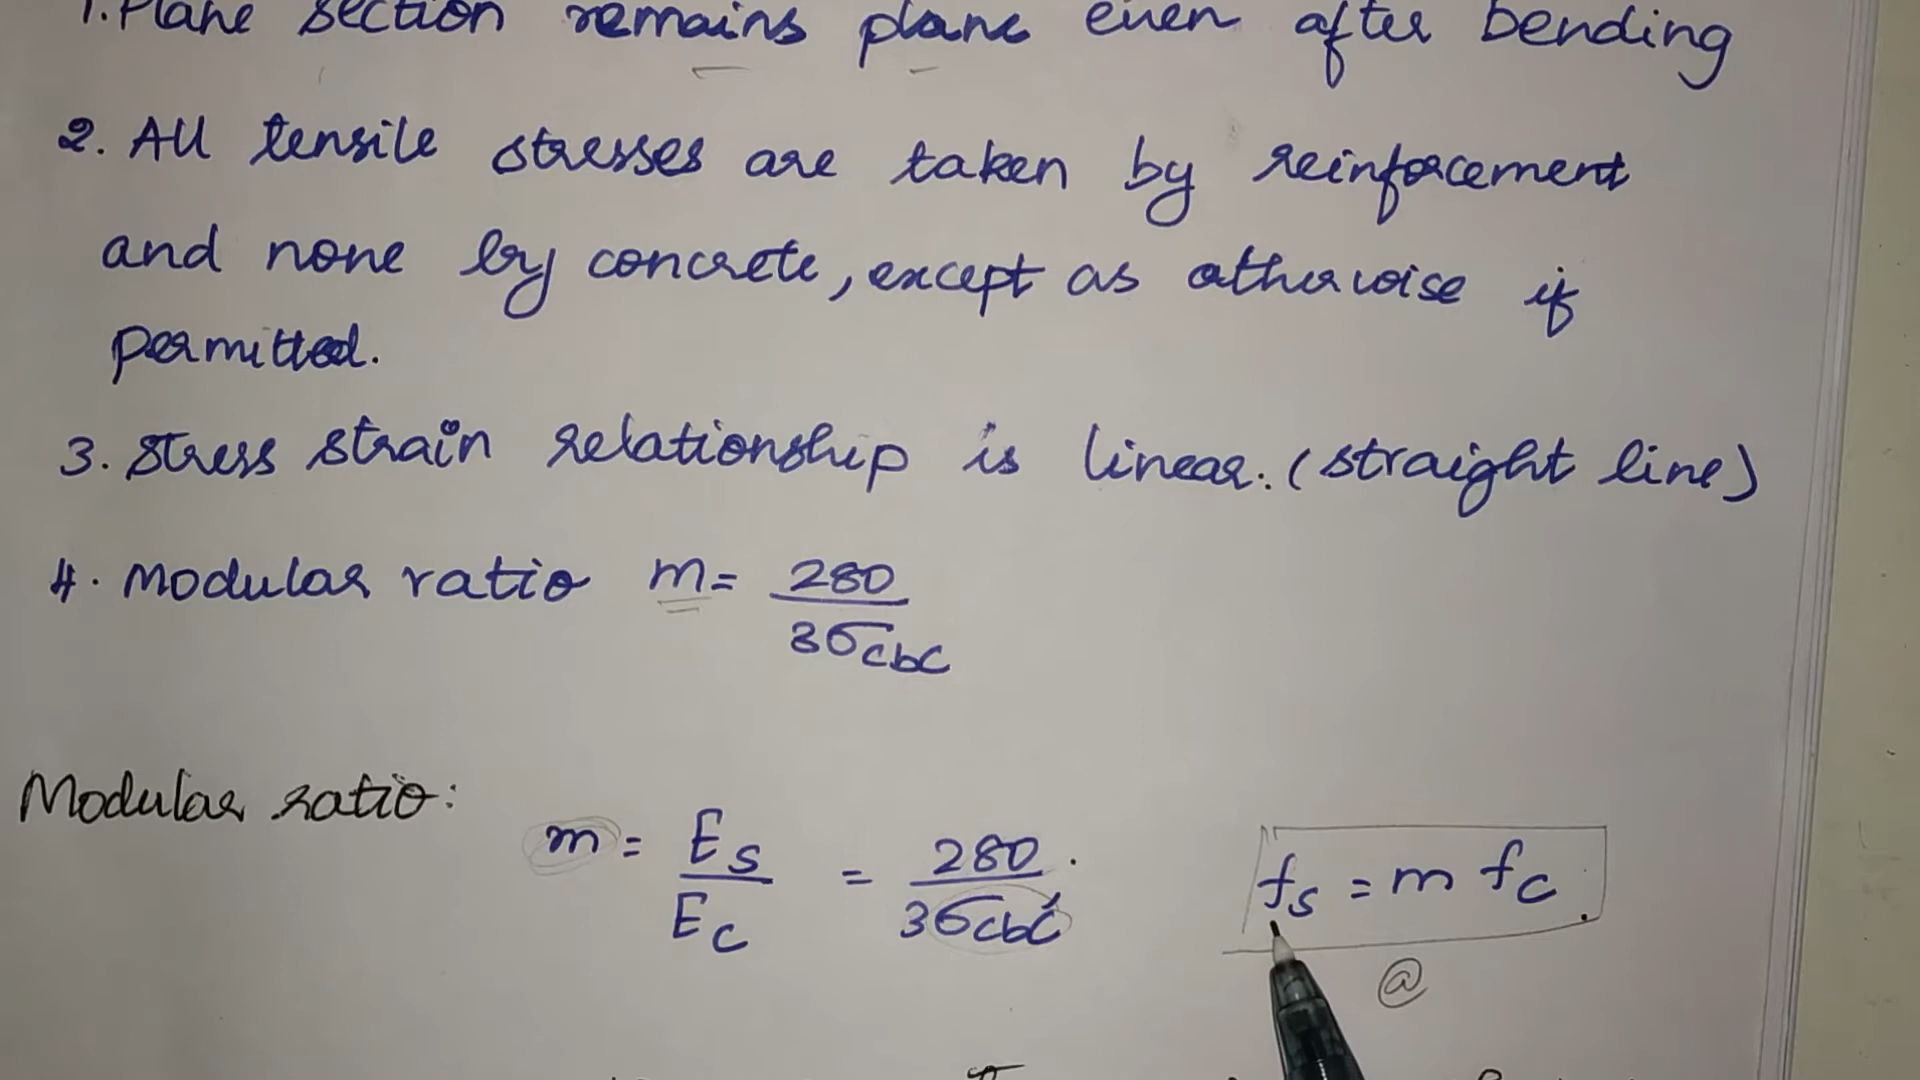 1. Plane section remains plane even after bending
2. All tensile stresses are taken by reinforcement
and none by concrete, except as otherwise if
permitted.
3. Stress strain relationship is linear. (straight line)
4. Modular ratio m = 280 / 3σcbc
Modular ratio:
m = Es / Ec = 280 / 3σcbc
fs = m fc
@